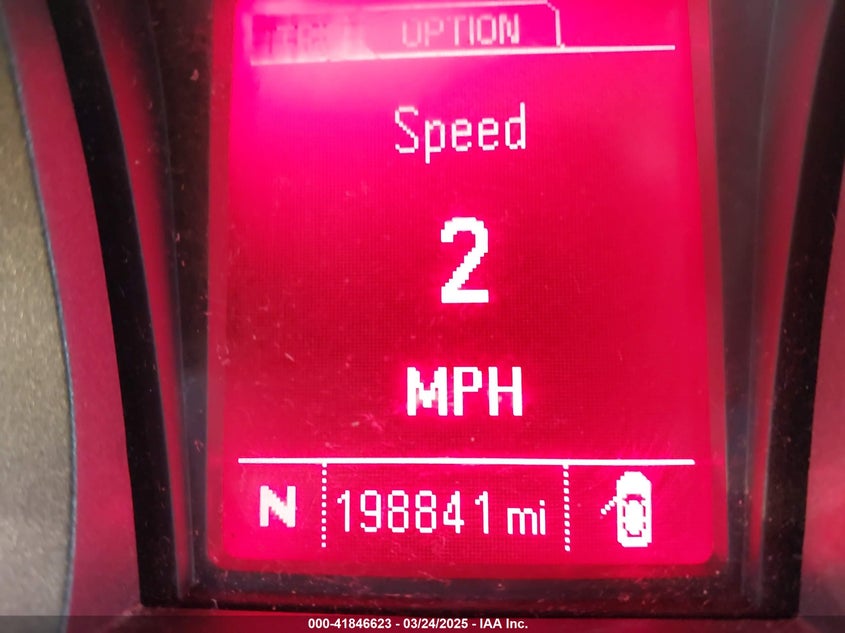 OPTION
Speed
2
MPH
N 198841 mi
000-41846623 - 03/24/2025 - IAA Inc.